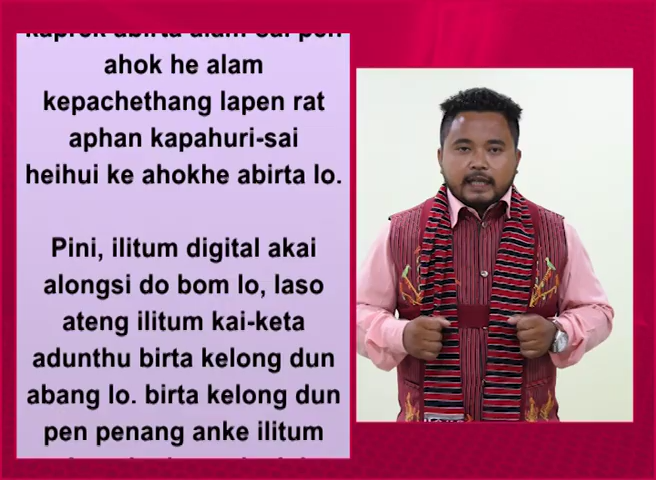 ahok he alam
kepachethang lapen rat
aphan kapahuri-sai
heihui ke ahokhe abirta lo.
Pini, ilitum digital akai
alongsi do bom lo, laso
ateng ilitum kai-keta
adunthu birta kelong dun
abang lo. birta kelong dun
pen penang anke ilitum